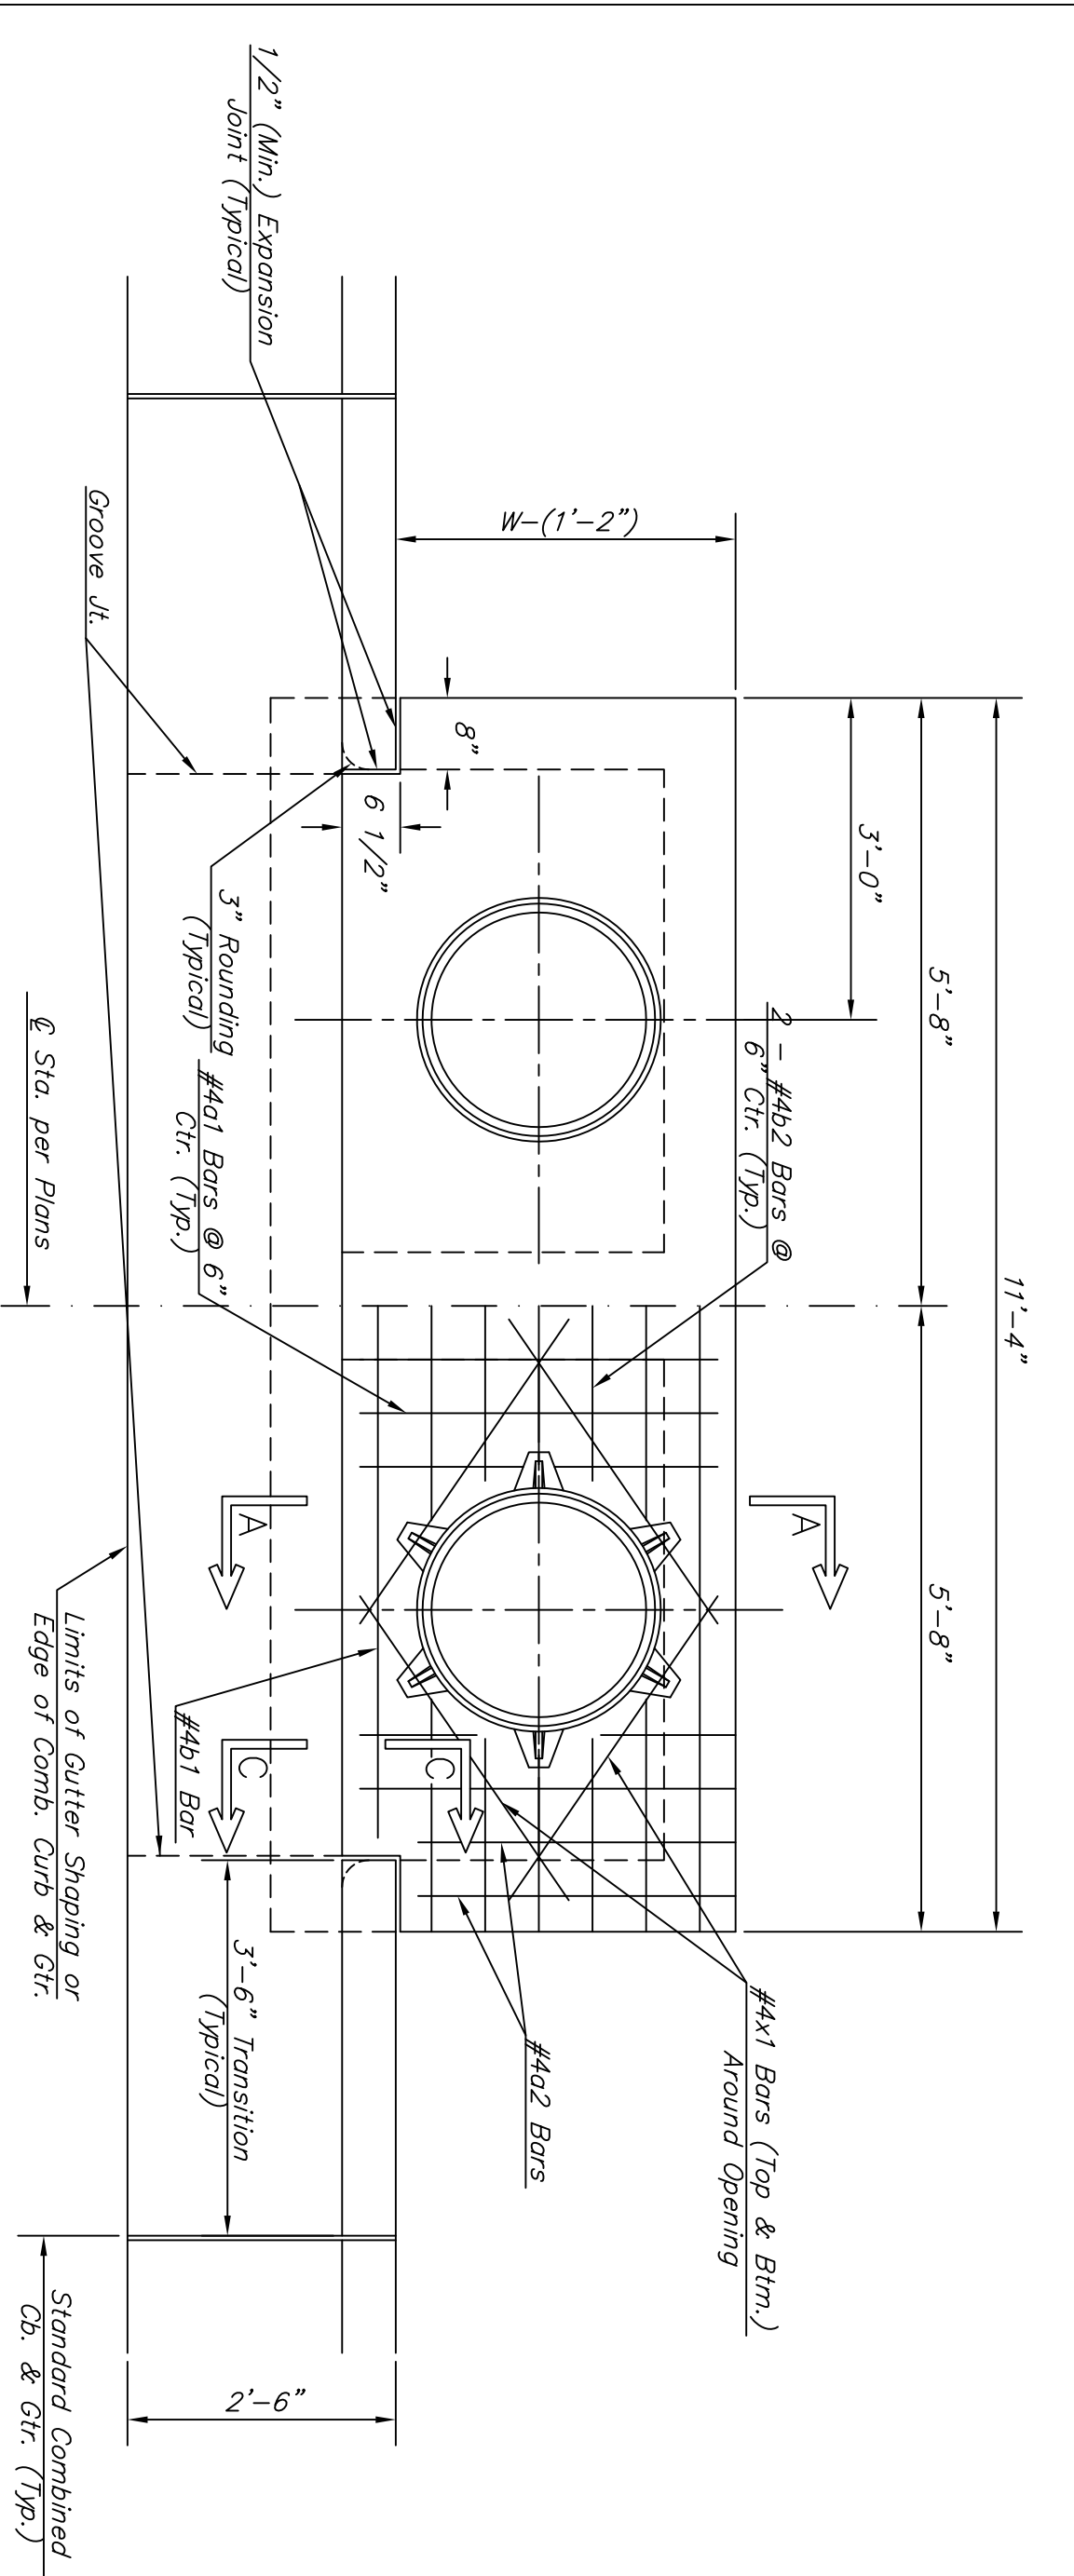 1/2" (Min.) Expansion
Joint (Typical)
Groove Jt.
W-(1'-2")
8"
6 1/2"
3'-0"
5'-8"
11'-4"
5'-8"
3" Rounding
(Typical)
#4a1 Bars @ 6"
Ctr. (Typ.)
2 - #4b2 Bars @
6" Ctr. (Typ.)
℄ Sta. per Plans
A
A
C
C
#4b1 Bar
Limits of Gutter Shaping or
Edge of Comb. Curb & Gtr.
3'-6" Transition
(Typical)
#4a2 Bars
#4x1 Bars (Top & Btm.)
Around Opening
2'-6"
Standard Combined
Cb. & Gtr. (Typ.)